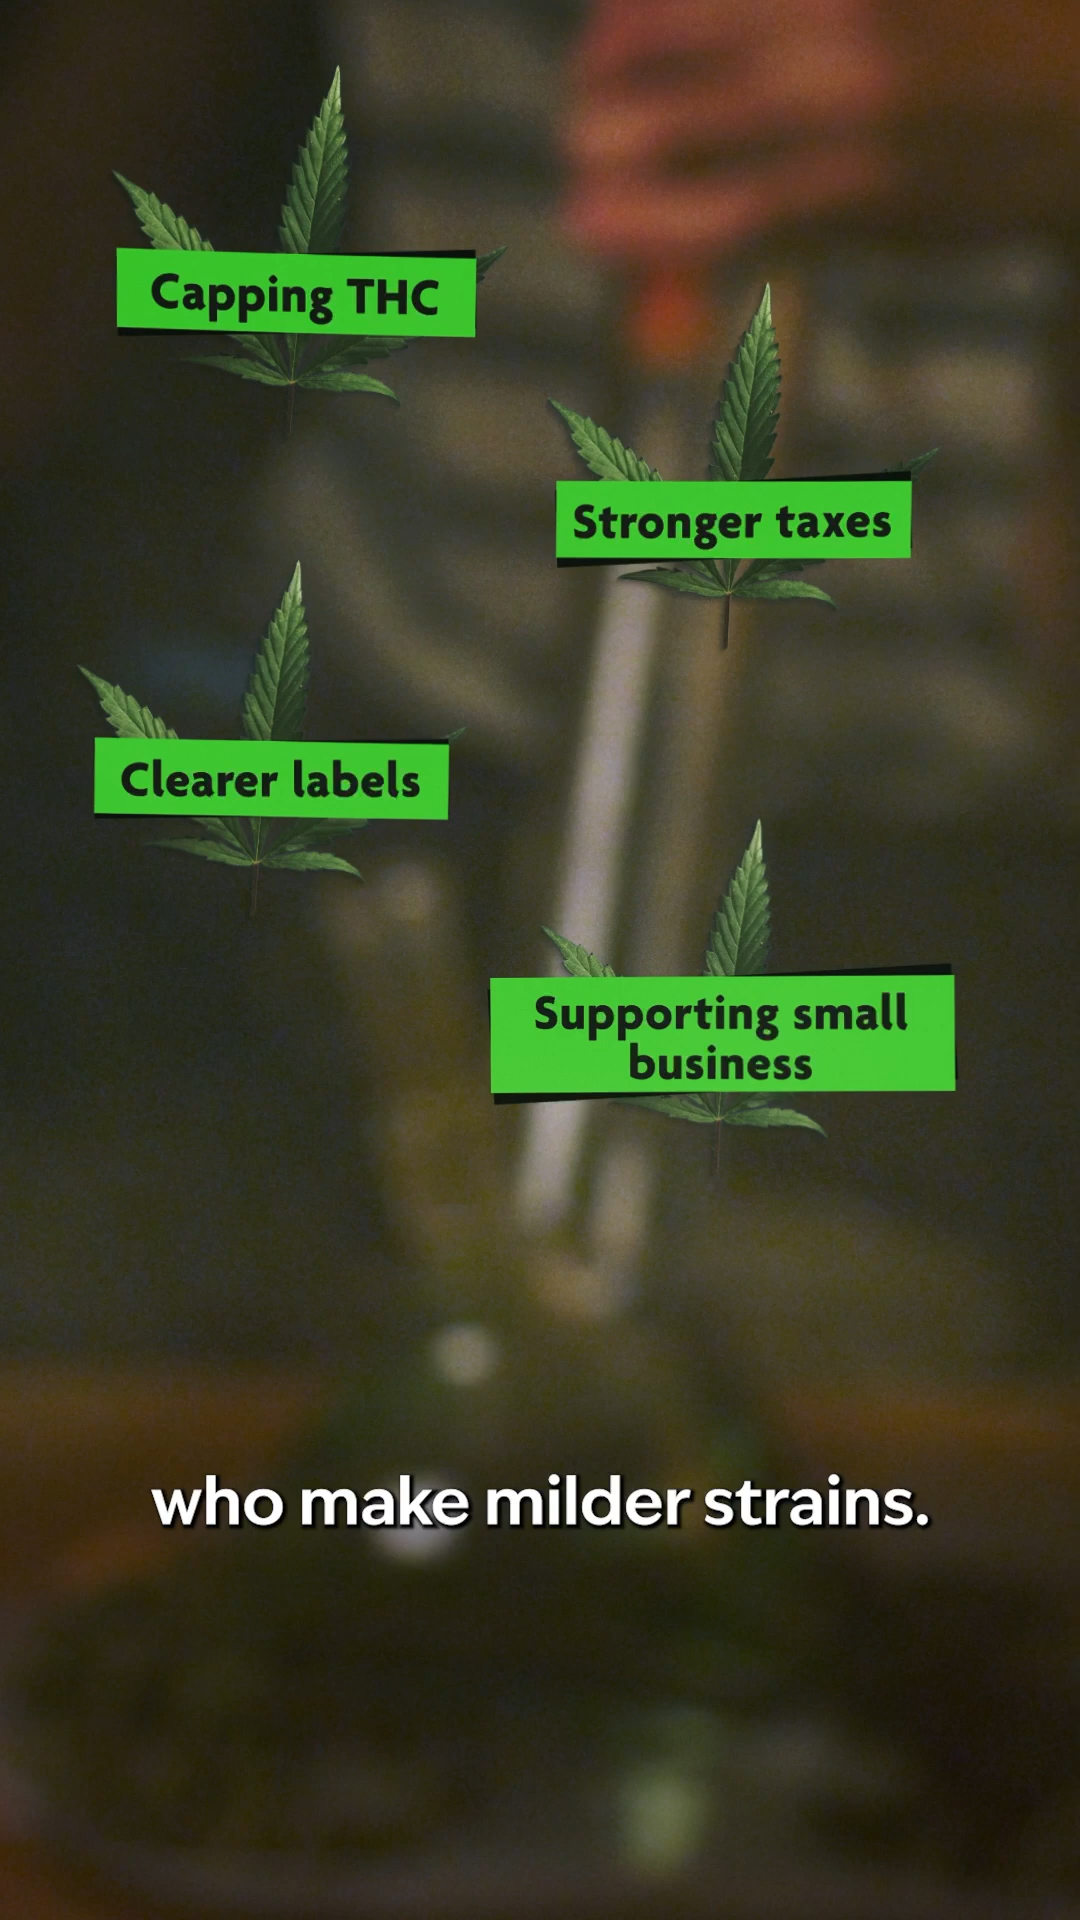 Capping THC
Stronger taxes
Clearer labels
Supporting small
business
who make milder strains.